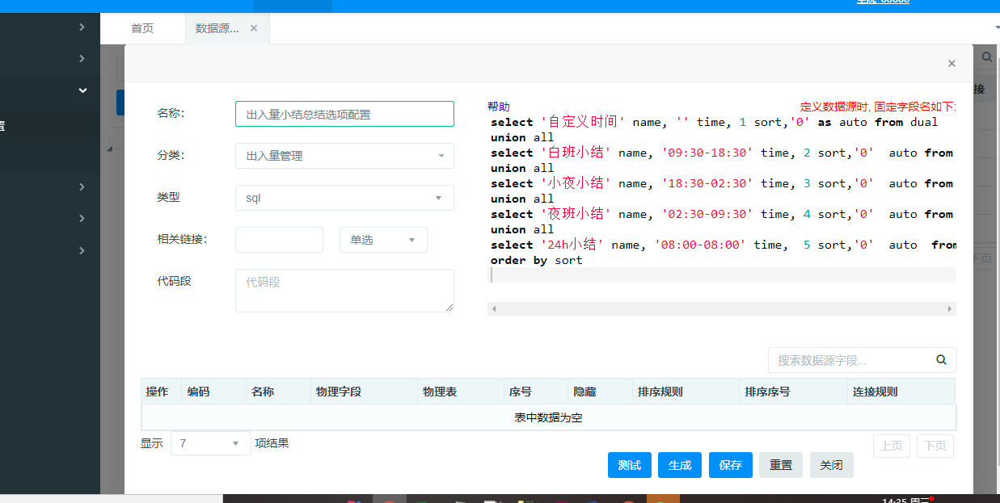 首页
数据源...
置
接
名称:
出入量小结总结选项配置
分类:
出入量管理
类型
sql
相关链接:
单选
代码段
代码段
帮助
定义数据源时, 固定字段名如下:
select '自定义时间' name, '' time, 1 sort,'0' as auto from dual
union all
select '白班小结' name, '09:30-18:30' time, 2 sort,'0' auto from
union all
select '小夜小结' name, '18:30-02:30' time, 3 sort,'0' auto from
union all
select '夜班小结' name, '02:30-09:30' time, 4 sort,'0' auto from
union all
select '24h小结' name, '08:00-08:00' time, 5 sort,'0' auto from
order by sort
下页
搜索数据源字段...
操作 编码 名称 物理字段 物理表 序号 隐藏 排序规则 排序序号 连接规则
表中数据为空
显示 7 项结果
上页 下页
测试 生成 保存 重置 关闭
14:35 周三